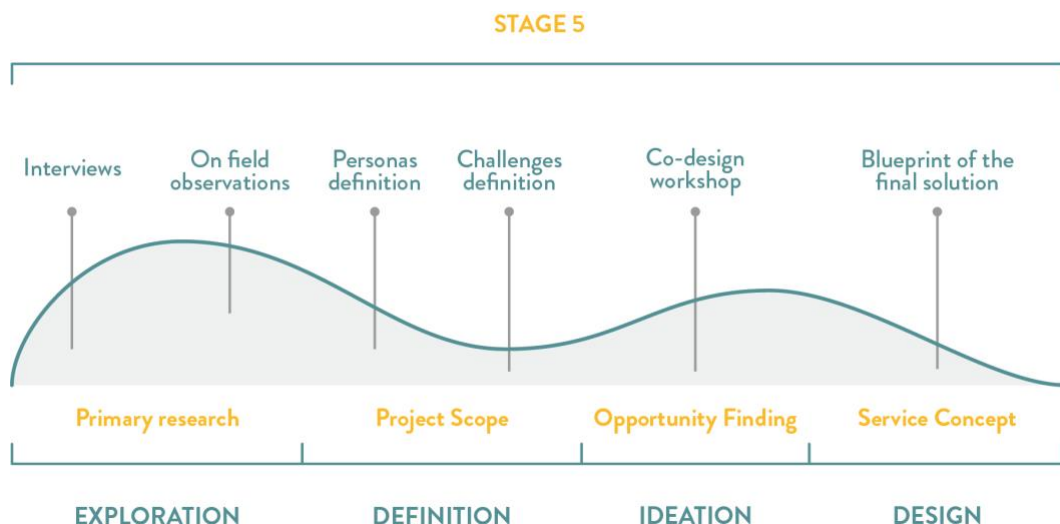 STAGE 5
Interviews
On field
observations
Personas
definition
Challenges
definition
Co-design
workshop
Blueprint of the
final solution
Primary research
Project Scope
Opportunity Finding
Service Concept
EXPLORATION
DEFINITION
IDEATION
DESIGN